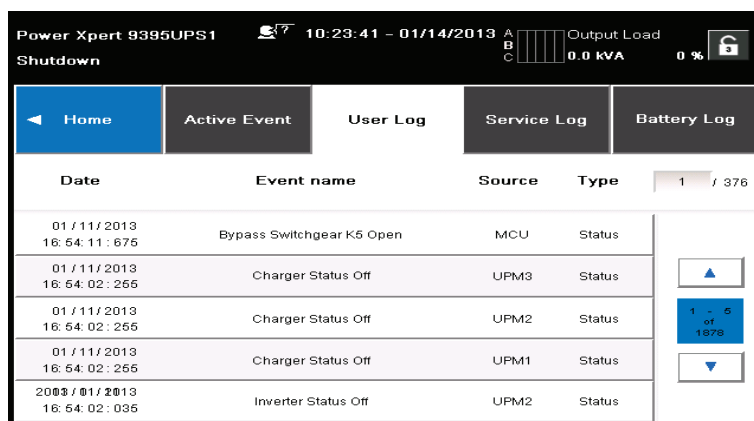 Power Xpert 9395UPS1
Shutdown
?
10:23:41 - 01/14/2013
A
B
C
Output Load
0.0 kVA 0 %
3
Home
Active Event
User Log
Service Log
Battery Log
Date Event name Source Type 1 / 376
01/11/2013
16:54:11:675
Bypass Switchgear K5 Open MCU Status
01/11/2013
16:54:02:255
Charger Status Off UPM3 Status
01/11/2013
16:54:02:255
Charger Status Off UPM2 Status
1 - 5
of
1878
01/11/2013
16:54:02:255
Charger Status Off UPM1 Status
16:54:02:035
Inverter Status Off UPM2 Status